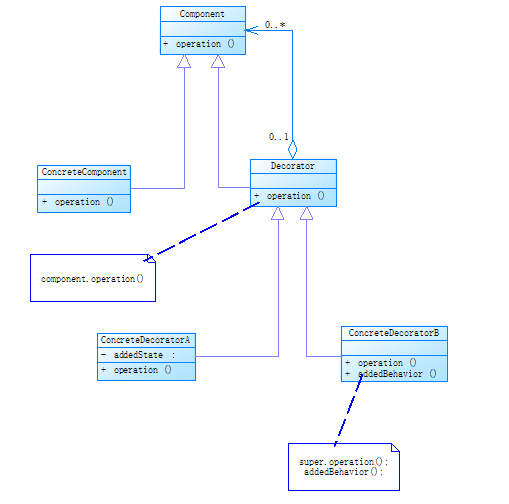 Component
+ operation ()
0..*
0..1
Decorator
+ operation ()
ConcreteComponent
+ operation ()
component.operation()
ConcreteDecoratorA
- addedState :
+ operation ()
ConcreteDecoratorB
+ operation ()
+ addedBehavior ()
super.operation();
addedBehavior();